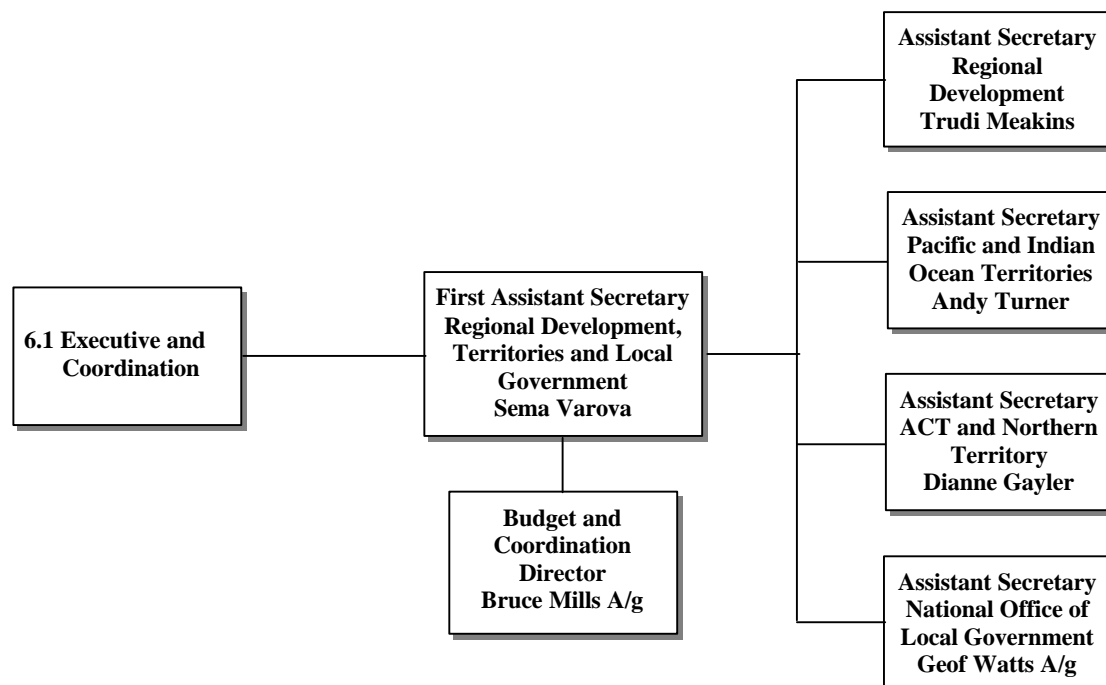 6.1 Executive and
Coordination
First Assistant Secretary
Regional Development,
Territories and Local
Government
Sema Varova
Budget and
Coordination
Director
Bruce Mills A/g
Assistant Secretary
Regional
Development
Trudi Meakins
Assistant Secretary
Pacific and Indian
Ocean Territories
Andy Turner
Assistant Secretary
ACT and Northern
Territory
Dianne Gayler
Assistant Secretary
National Office of
Local Government
Geof Watts A/g